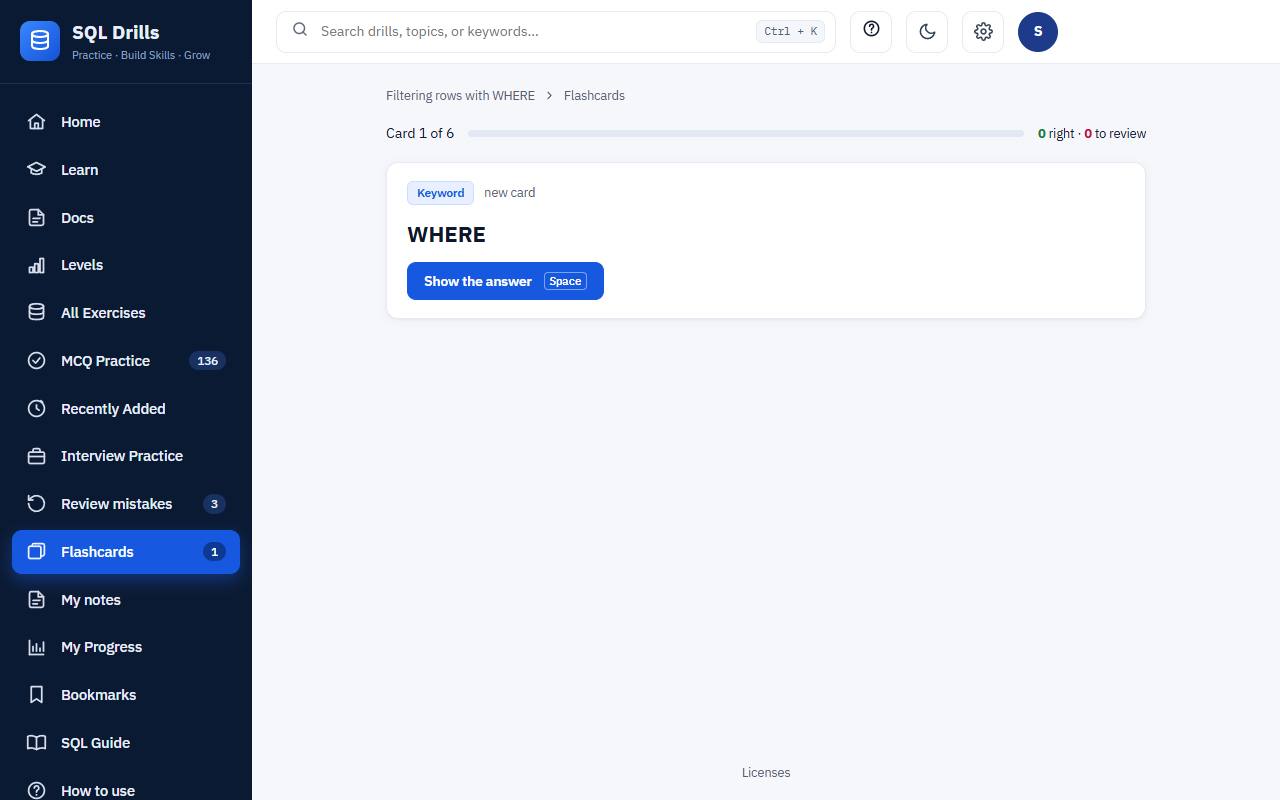 SQL Drills
Practice · Build Skills · Grow
Home
Learn
Docs
Levels
All Exercises
MCQ Practice 136
Recently Added
Interview Practice
Review mistakes 3
Flashcards 1
My notes
My Progress
Bookmarks
SQL Guide
How to use
Search drills, topics, or keywords... Ctrl + K
S
Filtering rows with WHERE > Flashcards
Card 1 of 6
0 right · 0 to review
Keyword new card
WHERE
Show the answer Space
Licenses